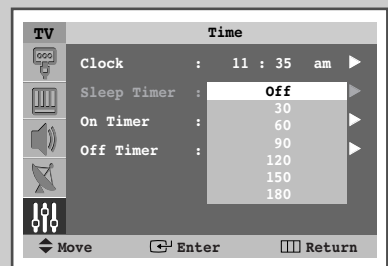 TV Time
Clock : 11 : 35 am
Sleep Timer : Off
30
On Timer : 60
90
Off Timer : 120
150
180
Move Enter Return